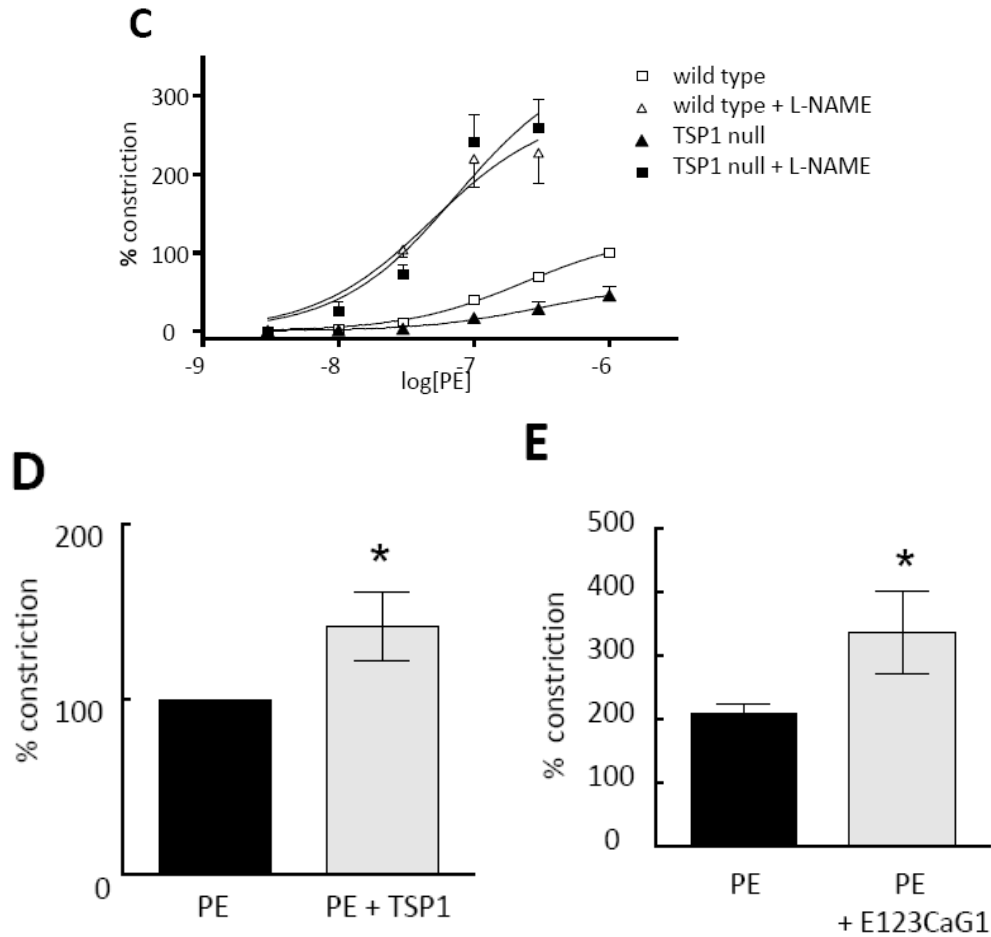 C
% constriction
300
200
100
0
-9
-8
-7
-6
log[PE]
wild type
wild type + L-NAME
TSP1 null
TSP1 null + L-NAME
D
% constriction
200
100
0
PE
PE + TSP1
*
E
% constriction
500
400
300
200
100
0
PE
PE
+ E123CaG1
*